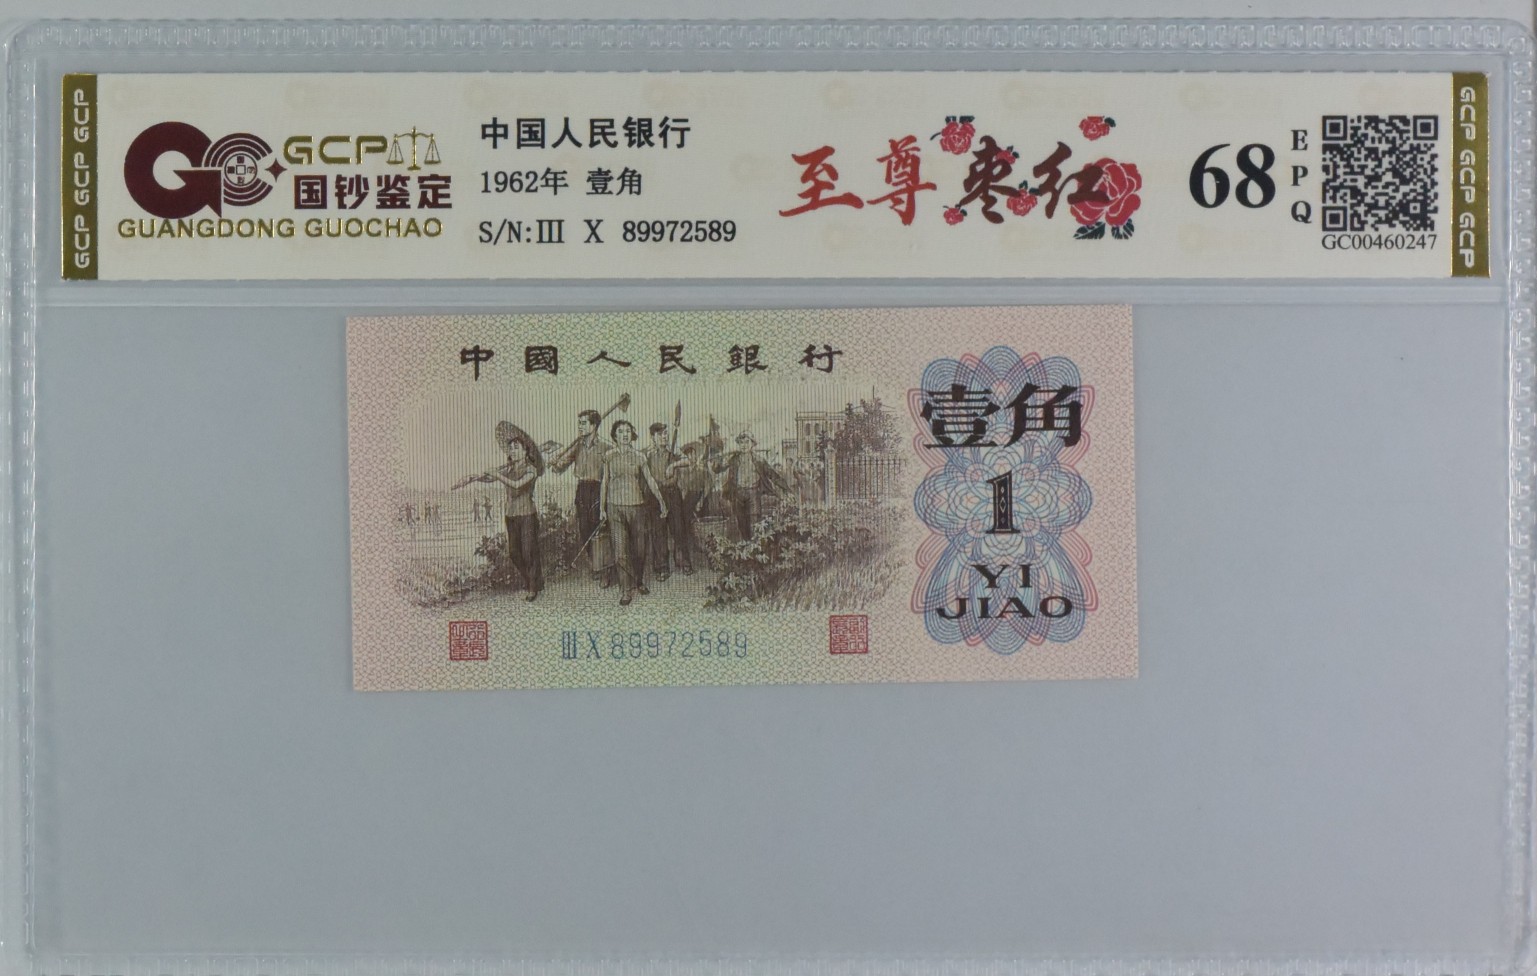 GCP GCP GCP
GCP
国钞鉴定
GUANGDONG GUOCHAO
中国人民银行
1962年 壹角
S/N:III X 89972589
至尊枣红
68
EPQ
GC00460247
GCP GCP GCP
中國人民銀行
壹角
1
YI
JIAO
III X 89972589